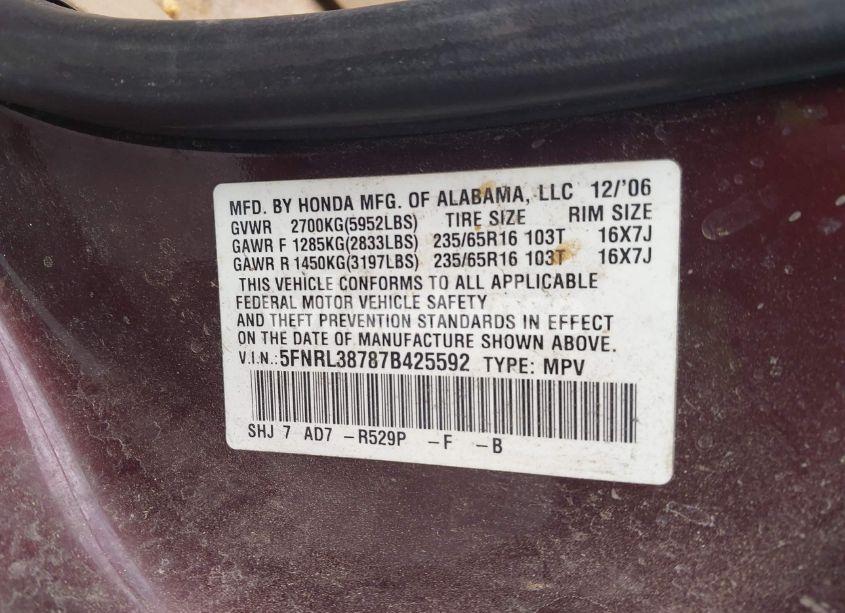 MFD. BY HONDA MFG. OF ALABAMA, LLC 12/'06
GVWR 2700KG(5952LBS) TIRE SIZE RIM SIZE
GAWR F 1285KG(2833LBS) 235/65R16 103T 16X7J
GAWR R 1450KG(3197LBS) 235/65R16 103T 16X7J
THIS VEHICLE CONFORMS TO ALL APPLICABLE
FEDERAL MOTOR VEHICLE SAFETY
AND THEFT PREVENTION STANDARDS IN EFFECT
ON THE DATE OF MANUFACTURE SHOWN ABOVE.
V.I.N.:5FNRL38787B425592 TYPE: MPV
SHJ 7 AD7 -R529P -F -B